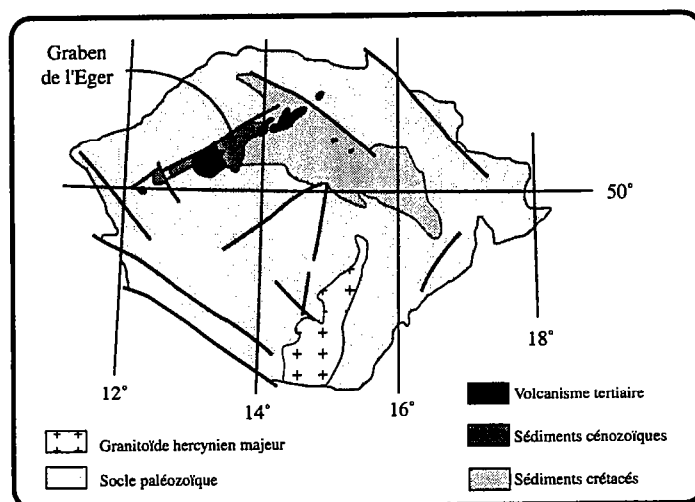 Graben
de l'Eger
50°
18°
12°
14°
16°
Volcanisme tertiaire
Granitoïde hercynien majeur
Sédiments cénozoïques
Socle paléozoïque
Sédiments crétacés